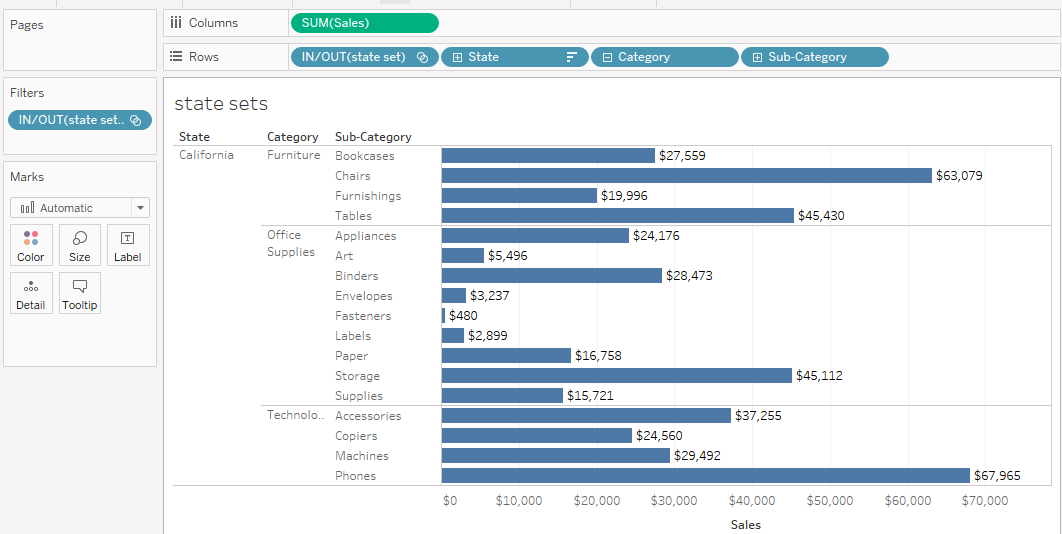 Pages
Columns SUM(Sales)
Rows IN/OUT(state set) State Category Sub-Category
Filters
IN/OUT(state set..
Marks
Automatic
Color Size Label
Detail Tooltip
state sets
State Category Sub-Category
California Furniture Bookcases $27,559
Chairs $63,079
Furnishings $19,996
Tables $45,430
Office Supplies Appliances $24,176
Art $5,496
Binders $28,473
Envelopes $3,237
Fasteners $480
Labels $2,899
Paper $16,758
Storage $45,112
Supplies $15,721
Technolo.. Accessories $37,255
Copiers $24,560
Machines $29,492
Phones $67,965
$0 $10,000 $20,000 $30,000 $40,000 $50,000 $60,000 $70,000
Sales